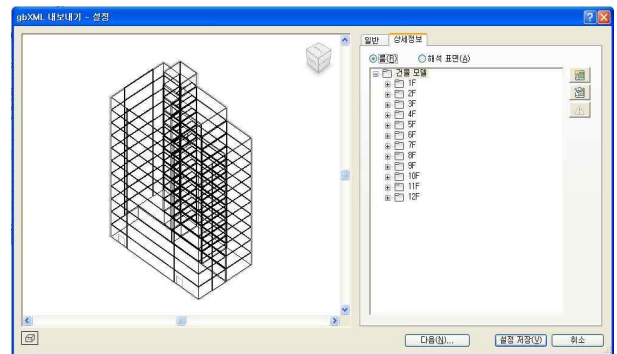 gbXML 내보내기 - 설정
일반 상세정보
룸(R) 해석 표면(A)
건물 모델
1F
2F
3F
4F
5F
6F
7F
8F
9F
10F
11F
12F
다음(N)... 설정 저장(V) 취소